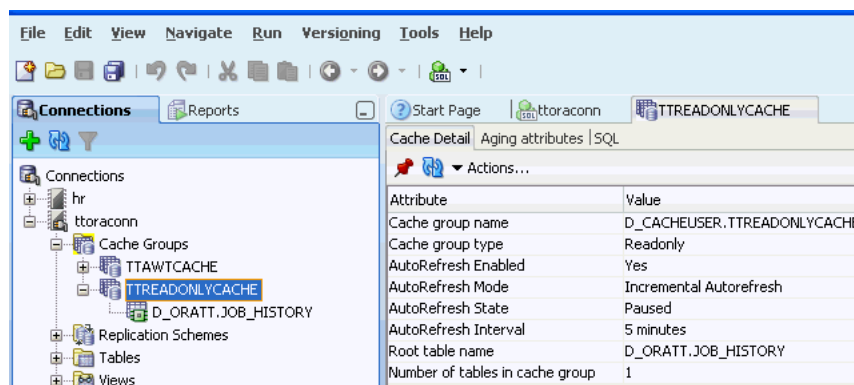 File Edit View Navigate Run Versioning Tools Help
Connections
Reports
Start Page
ttoraconn
TTREADONLYCACHE
Connections
hr
ttoraconn
Cache Groups
TTAWTCACHE
TTREADONLYCACHE
D_ORATT.JOB_HISTORY
Replication Schemes
Tables
Views
Cache Detail Aging attributes SQL
Actions...
Attribute Value
Cache group name D_CACHEUSER.TTREADONLYCACHE
Cache group type Readonly
AutoRefresh Enabled Yes
AutoRefresh Mode Incremental Autorefresh
AutoRefresh State Paused
AutoRefresh Interval 5 minutes
Root table name D_ORATT.JOB_HISTORY
Number of tables in cache group 1